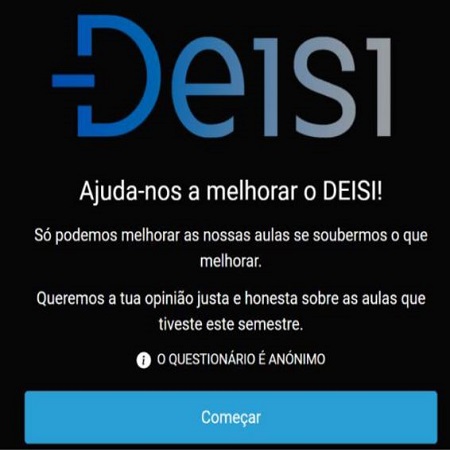 DEISI
Ajuda-nos a melhorar o DEISI!
Só podemos melhorar as nossas aulas se soubermos o que
melhorar.
Queremos a tua opinião justa e honesta sobre as aulas que
tiveste este semestre.
i O QUESTIONÁRIO É ANÓNIMO
Começar